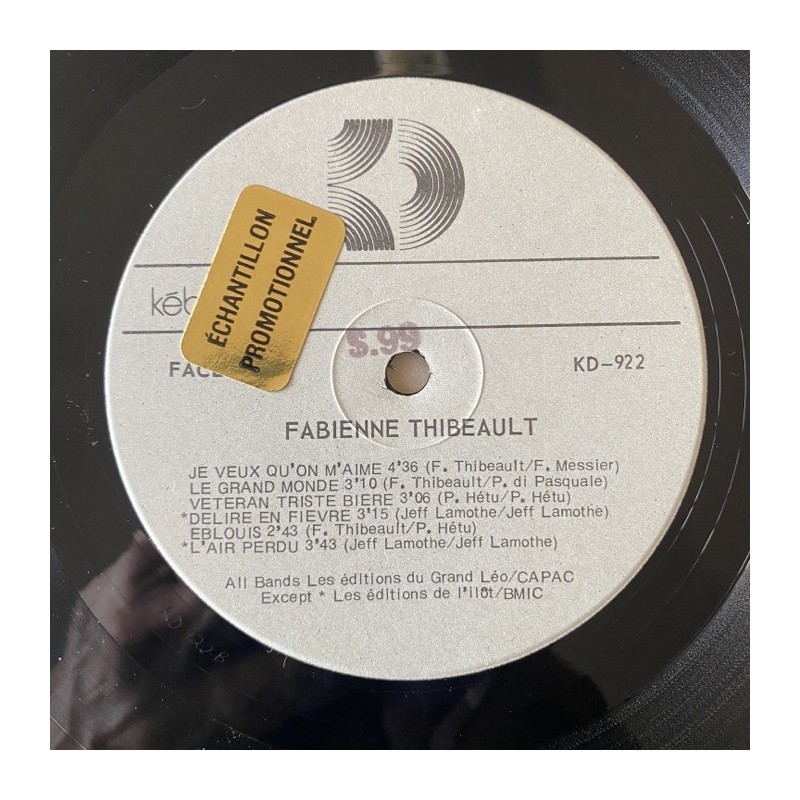 ÉCHANTILLON
PROMOTIONNEL
kéb
S.99
FACE
KD-922
FABIENNE THIBEAULT
JE VEUX QU'ON M'AIME 4'36 (F. Thibeault/F. Messier)
LE GRAND MONDE 3'10 (F. Thibeault/P. di Pasquale)
VETERAN TRISTE BIERE 3'06 (P. Hétu/P. Hétu)
*DELIRE EN FIEVRE 3'15 (Jeff Lamothe/Jeff Lamothe)
EBLOUIS 2'43 (F. Thibeault/P. Hétu)
*L'AIR PERDU 3'43 (Jeff Lamothe/Jeff Lamothe)
All Bands Les éditions du Grand Léo/CAPAC
Except * Les éditions de l'ilôt/BMIC